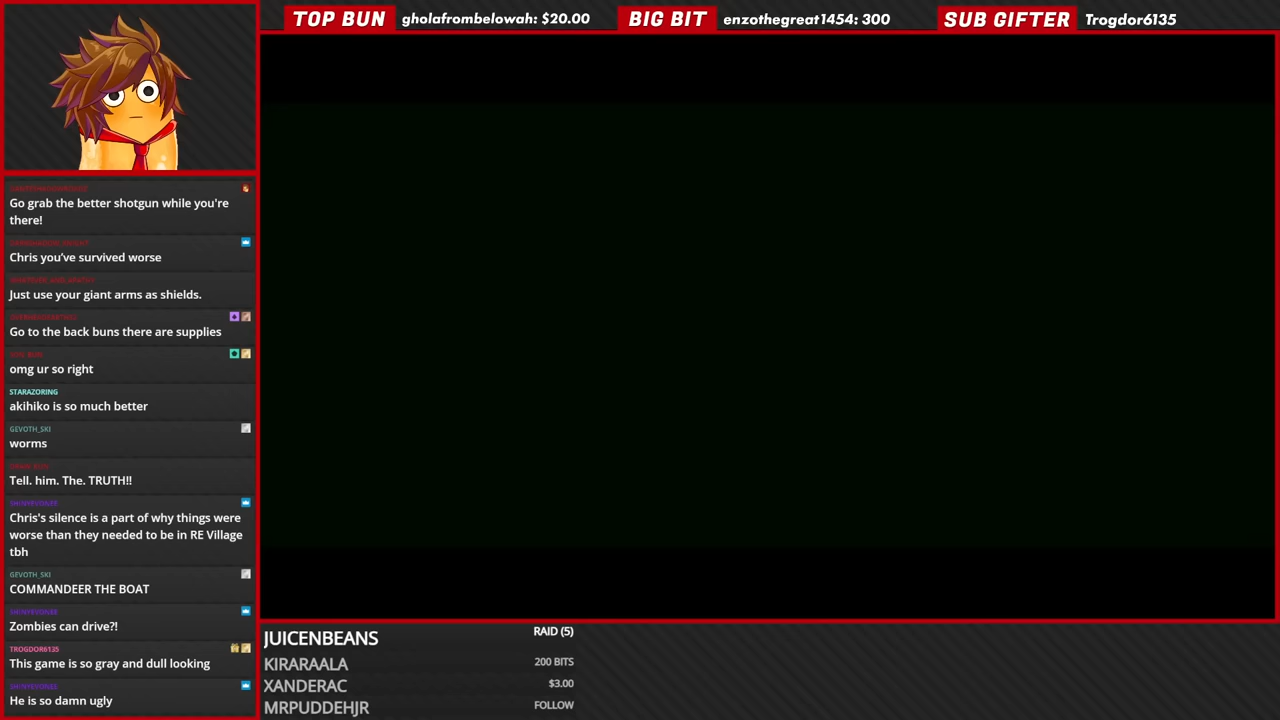 TOP BUN gholafrombelowah: $20.00 BIG BIT enzothegreat1454: 300 SUB GIFTER Trogdor6135
Go grab the better shotgun while you're
there!
Chris you've survived worse
Just use your giant arms as shields.
Go to the back buns there are supplies
omg ur so right
STARAZORING
akihiko is so much better
GEVOTH_SKI
worms
Tell. him. The. TRUTH!!
Chris's silence is a part of why things were
worse than they needed to be in RE Village
tbh
GEVOTH_SKI
COMMANDEER THE BOAT
Zombies can drive?!
TROGDOR6135
This game is so gray and dull looking
He is so damn ugly
JUICENBEANS RAID (5)
KIRARAALA 200 BITS
XANDERAC $3.00
MRPUDDEHJR FOLLOW